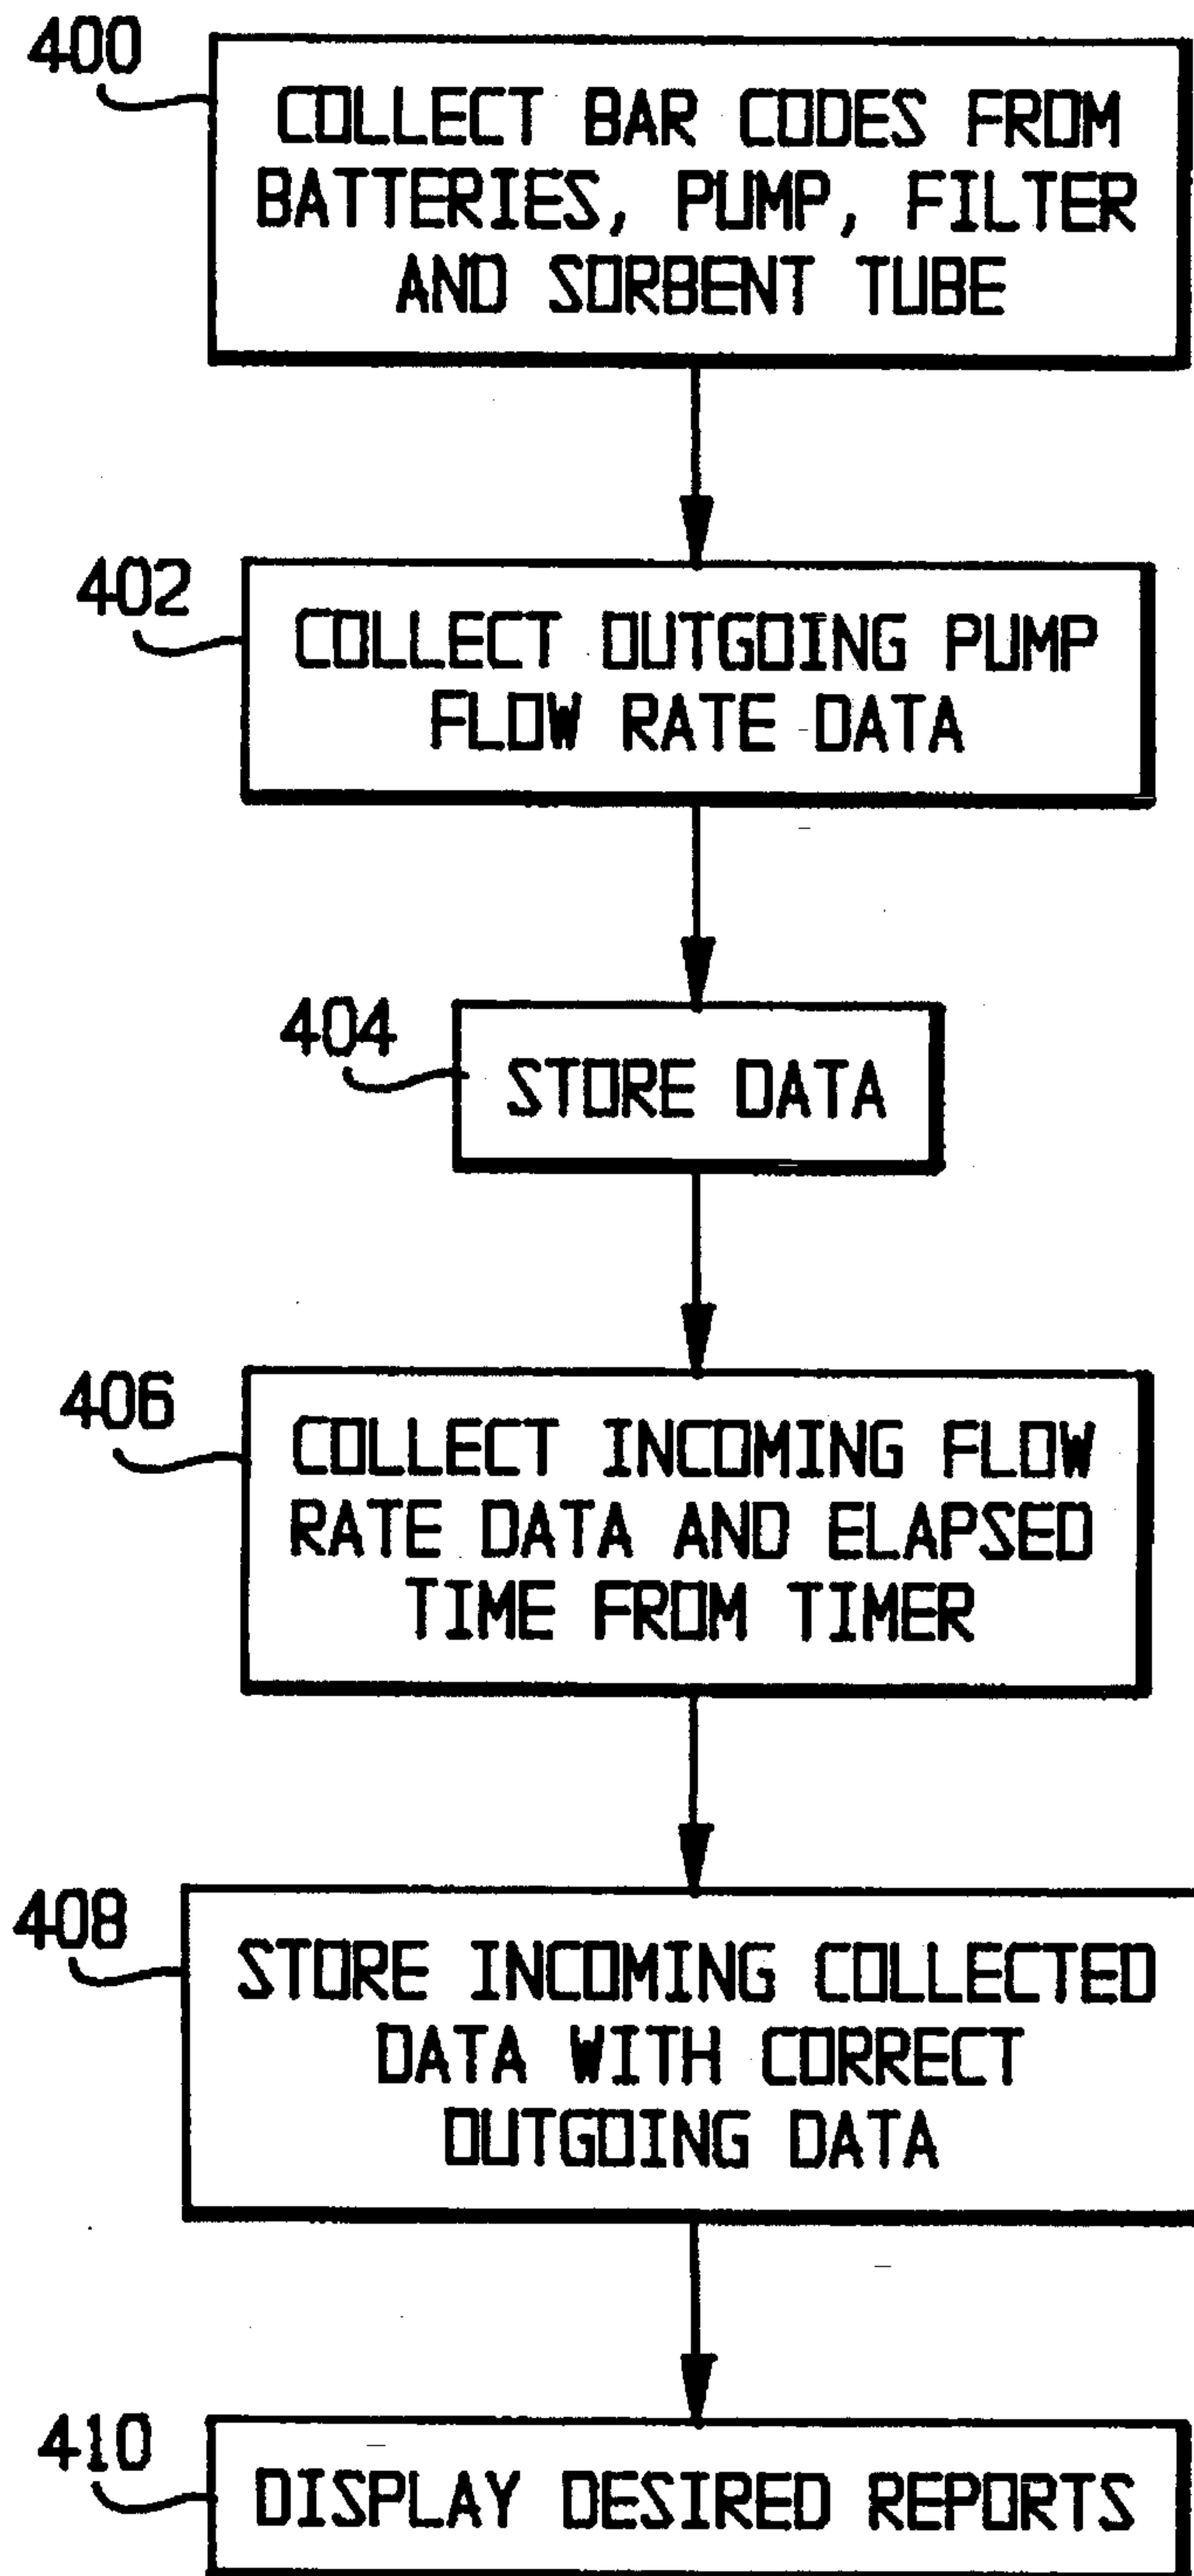 400
COLLECT BAR CODES FROM
BATTERIES, PUMP, FILTER
AND SORBENT TUBE
402
COLLECT OUTGOING PUMP
FLOW RATE DATA
404
STORE DATA
406
COLLECT INCOMING FLOW
RATE DATA AND ELAPSED
TIME FROM TIMER
408
STORE INCOMING COLLECTED
DATA WITH CORRECT
OUTGOING DATA
410
DISPLAY DESIRED REPORTS